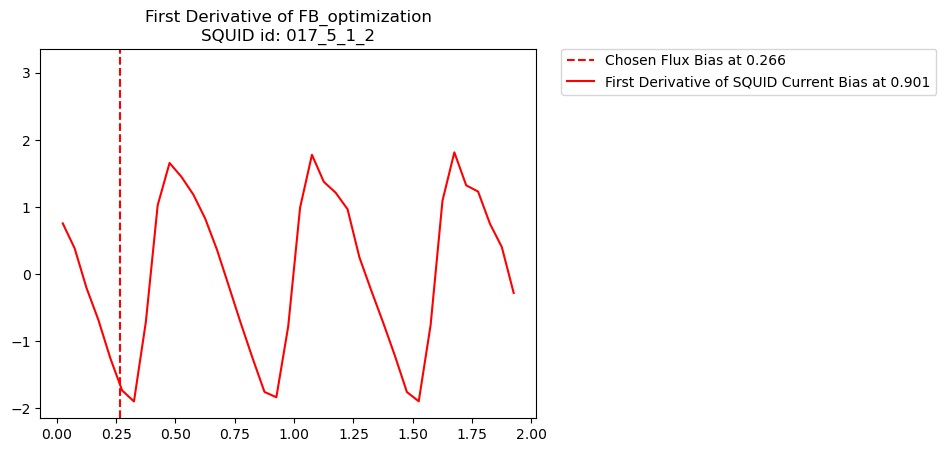 First Derivative of FB_optimization
SQUID id: 017_5_1_2
Chosen Flux Bias at 0.266
First Derivative of SQUID Current Bias at 0.901
3
2
1
0
−1
−2
0.00 0.25 0.50 0.75 1.00 1.25 1.50 1.75 2.00